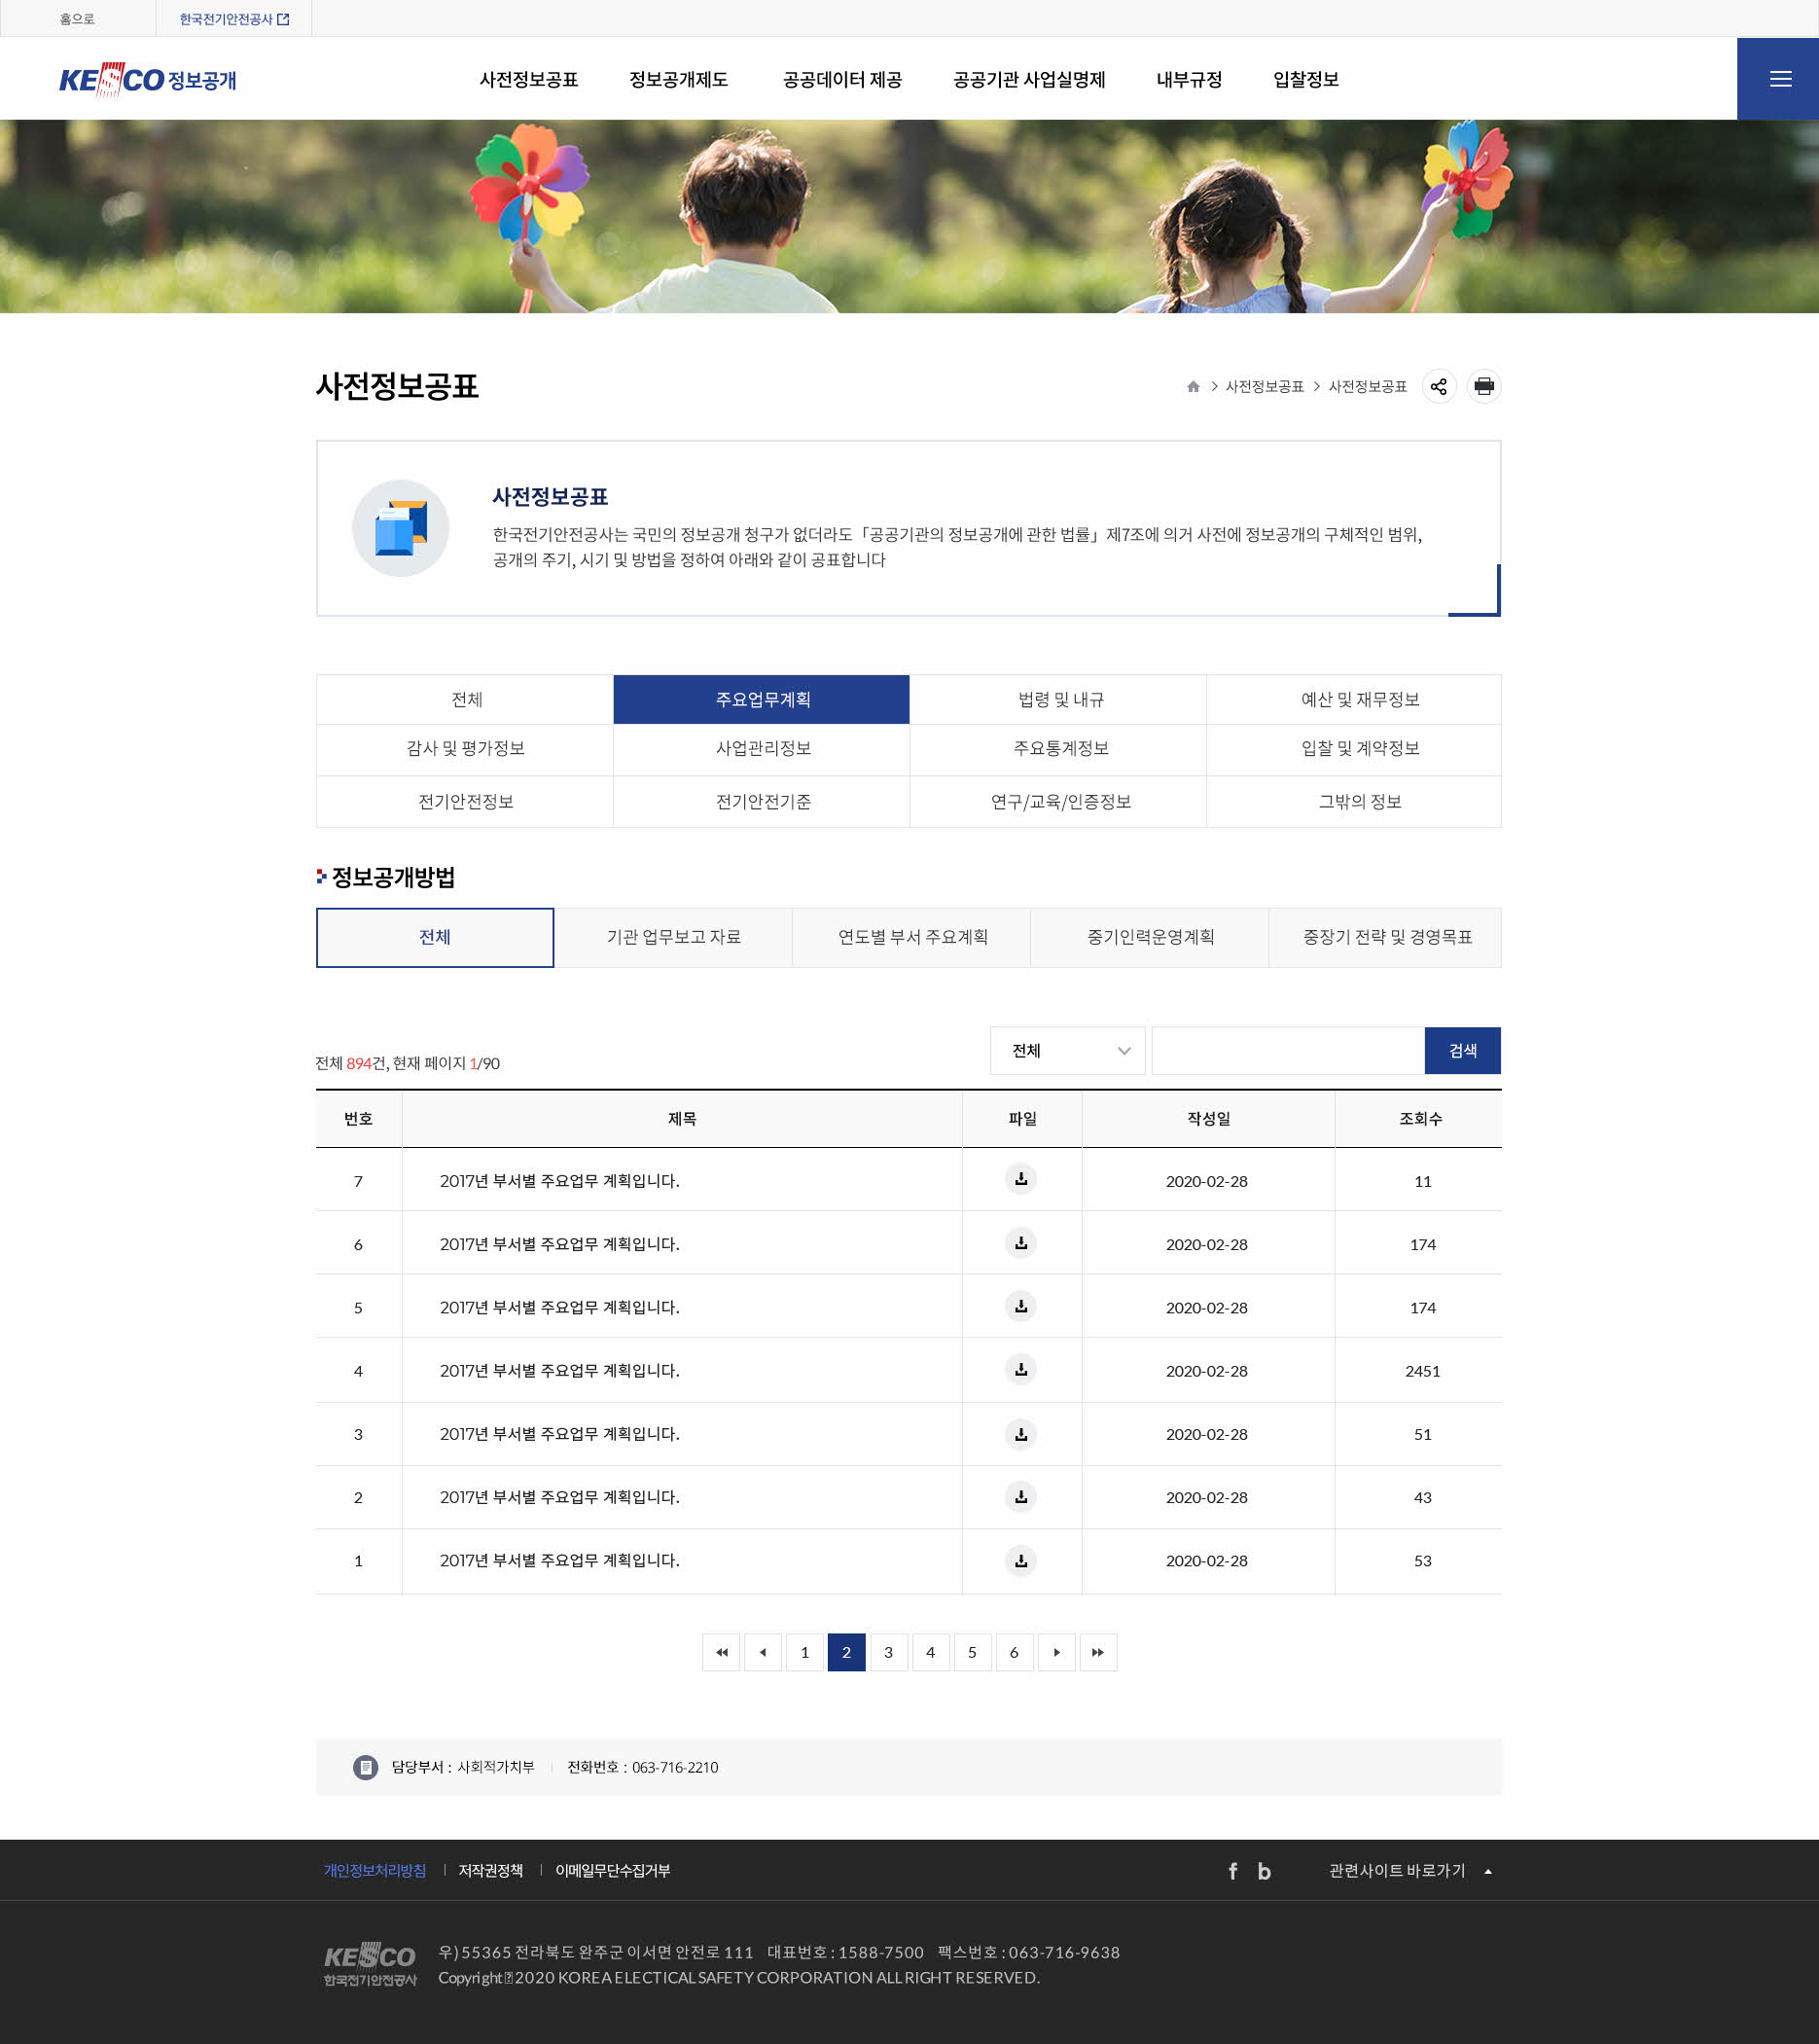 홈으로
한국전기안전공사
KESCO 정보공개
사전정보공표 정보공개제도 공공데이터 제공 공공기관 사업실명제 내부규정 입찰정보
사전정보공표
사전정보공표 사전정보공표
사전정보공표
한국전기안전공사는 국민의 정보공개 청구가 없더라도「공공기관의 정보공개에 관한 법률」제7조에 의거 사전에 정보공개의 구체적인 범위,
공개의 주기, 시기 및 방법을 정하여 아래와 같이 공표합니다
전체 주요업무계획 법령 및 내규 예산 및 재무정보
감사 및 평가정보 사업관리정보 주요통계정보 입찰 및 계약정보
전기안전정보 전기안전기준 연구/교육/인증정보 그밖의 정보
정보공개방법
전체 기관 업무보고 자료 연도별 부서 주요계획 중기인력운영계획 중장기 전략 및 경영목표
전체 894건, 현재 페이지 1/90
전체 검색
번호 제목 파일 작성일 조회수
7 2017년 부서별 주요업무 계획입니다. 2020-02-28 11
6 2017년 부서별 주요업무 계획입니다. 2020-02-28 174
5 2017년 부서별 주요업무 계획입니다. 2020-02-28 174
4 2017년 부서별 주요업무 계획입니다. 2020-02-28 2451
3 2017년 부서별 주요업무 계획입니다. 2020-02-28 51
2 2017년 부서별 주요업무 계획입니다. 2020-02-28 43
1 2017년 부서별 주요업무 계획입니다. 2020-02-28 53
1 2 3 4 5 6
담당부서 : 사회적가치부 전화번호 : 063-716-2210
개인정보처리방침 저작권정책 이메일무단수집거부
f b 관련사이트 바로가기
KESCO
한국전기안전공사
우) 55365 전라북도 완주군 이서면 안전로 111 대표번호 : 1588-7500 팩스번호 : 063-716-9638
Copyright 2020 KOREA ELECTICAL SAFETY CORPORATION ALL RIGHT RESERVED.